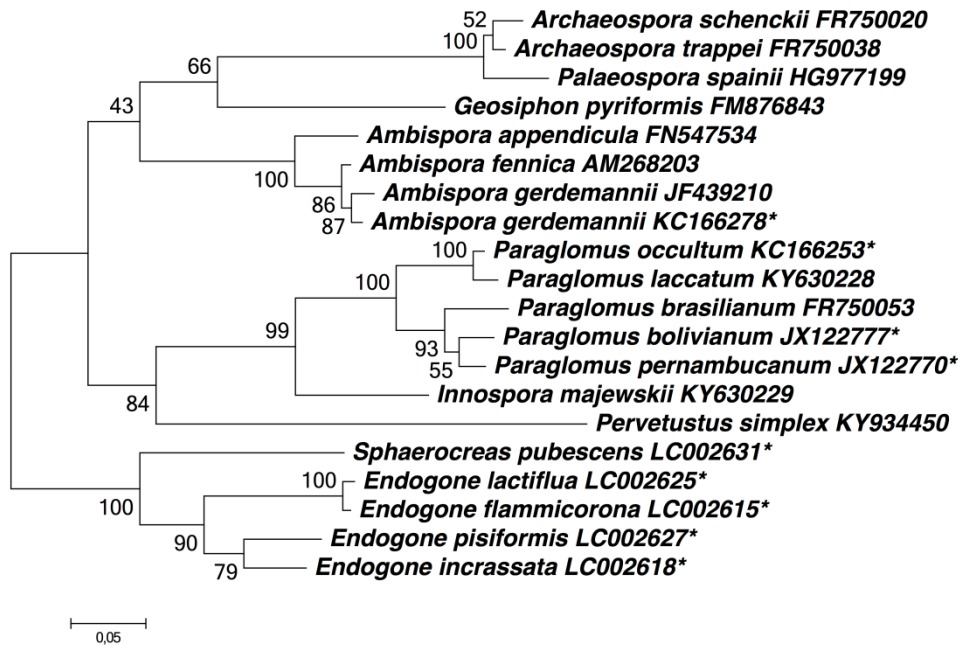 52
Archaeospora schenckii FR750020
100
Archaeospora trappei FR750038
66
Palaeospora spainii HG977199
43
Geosiphon pyriformis FM876843
Ambispora appendicula FN547534
100
Ambispora fennica AM268203
86
Ambispora gerdemannii JF439210
87
Ambispora gerdemannii KC166278*
100
Paraglomus occultum KC166253*
100
Paraglomus laccatum KY630228
99
Paraglomus brasilianum FR750053
93
Paraglomus bolivianum JX122777*
55
Paraglomus pernambucanum JX122770*
84
Innospora majewskii KY630229
Pervetustus simplex KY934450
100
Sphaerocreas pubescens LC002631*
100
Endogone lactiflua LC002625*
Endogone flammicorona LC002615*
90
Endogone pisiformis LC002627*
79
Endogone incrassata LC002618*
0,05